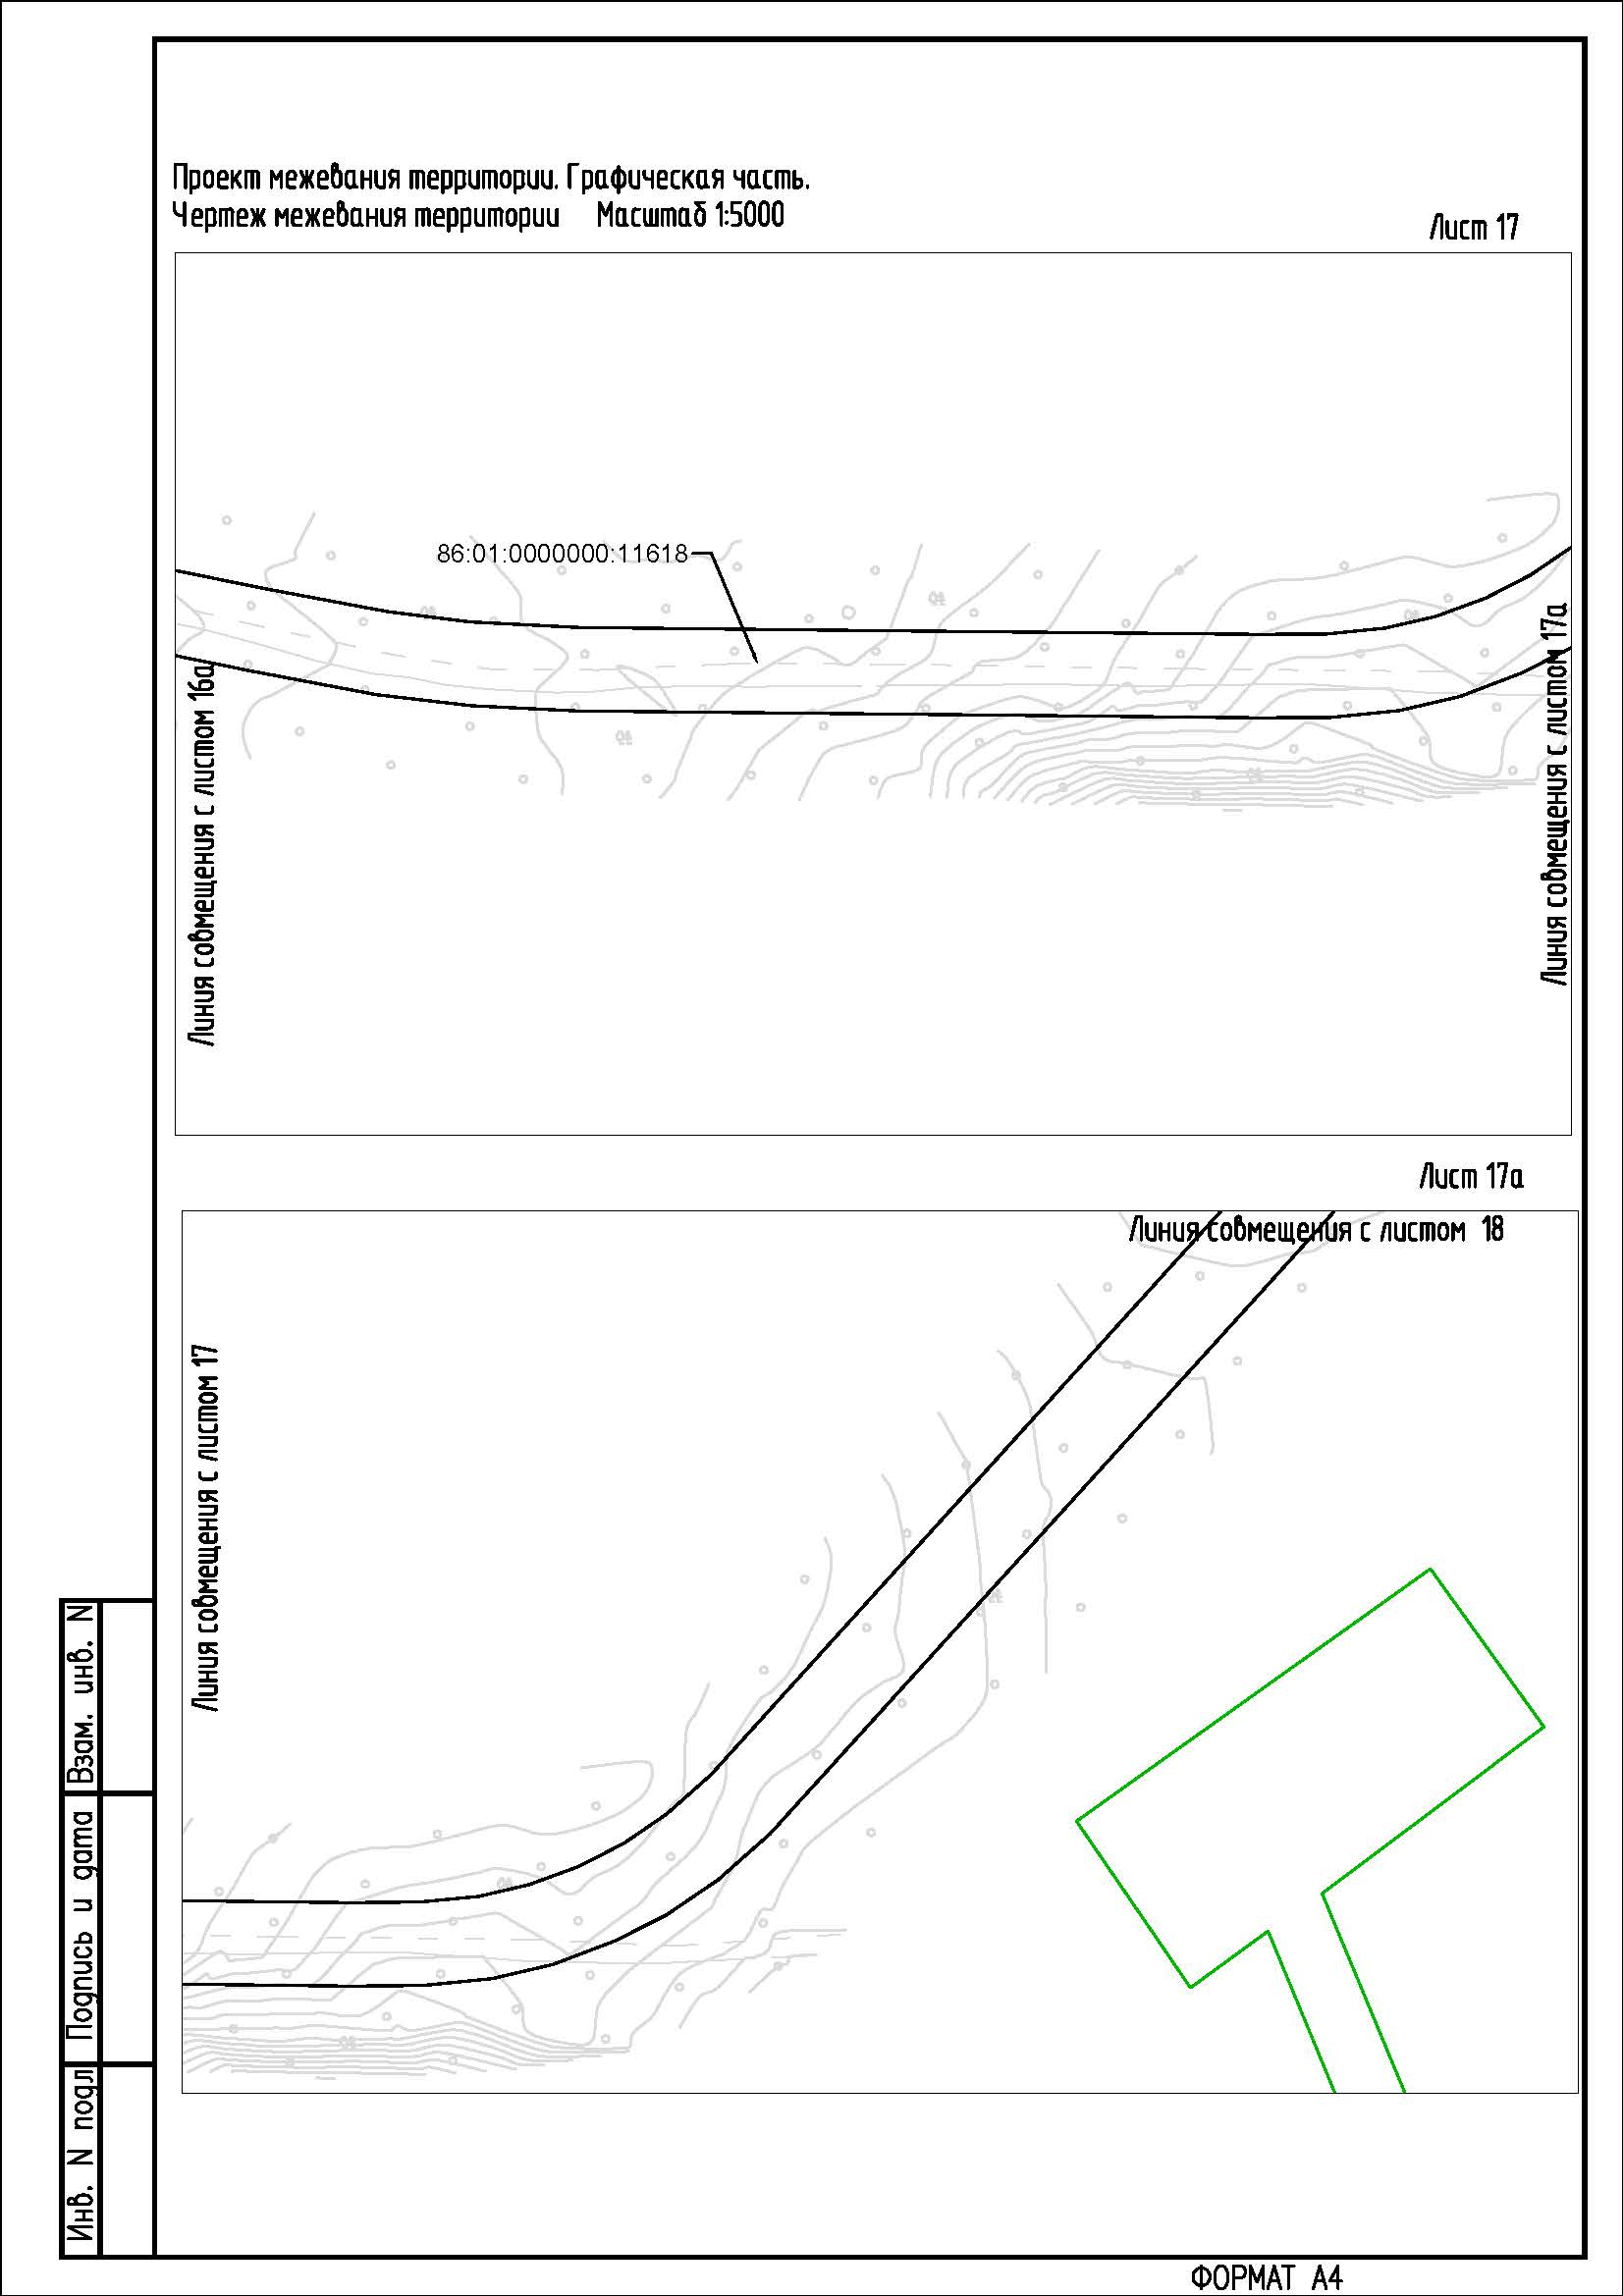 Проект межевания территории. Графическая часть.
Чертеж межевания территории Масштаб 1:5000
Лист 17
86:01:0000000:11618
Линия совмещения с листом 16а
Линия совмещения с листом 17а
Лист 17а
Линия совмещения с листом 18
Линия совмещения с листом 17
Взам. инв. N
Подпись и дата
Инв. N подл
ФОРМАТ А4